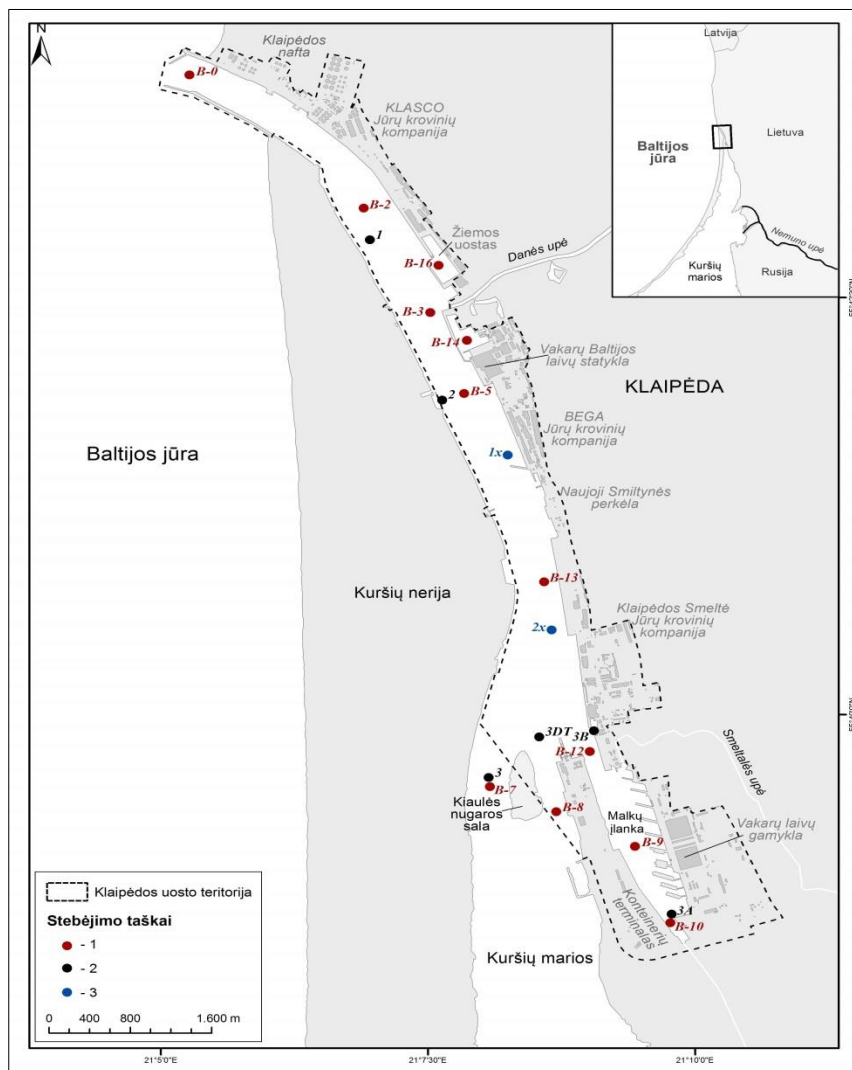 N
Klaipėdos
nafta
B-0
KLASCO
Jūrų krovinių
kompanija
Latvija
Lietuva
Baltijos
jūra
Nemuno upė
Kuršių
marios
Rusija
B-2
1
Žiemos
uostas
B-16
Danės upė
B-3
B-14
Vakarų Baltijos
laivų statykla
KLAIPĖDA
B-5
2
BEGA
Jūrų krovinių
kompanija
1x
Baltijos jūra
Naujoji Smiltynės
perkėla
B-13
Kuršių nerija
Klaipėdos Smeltė
Jūrų krovinių
kompanija
2x
3DT
3B
B-12
Smeltalės upė
3
B-7
Kiaulės
nugaros
sala
B-8
Malkų
įlanka
Vakarų laivų
gamykla
B-9
Konteinerių
terminalas
3A
B-10
Kuršių marios
Klaipėdos uosto teritorija
Stebėjimo taškai
- 1
- 2
- 3
0 400 800 1.600 m
21°5'0"E
21°7'30"E
21°10'0"E